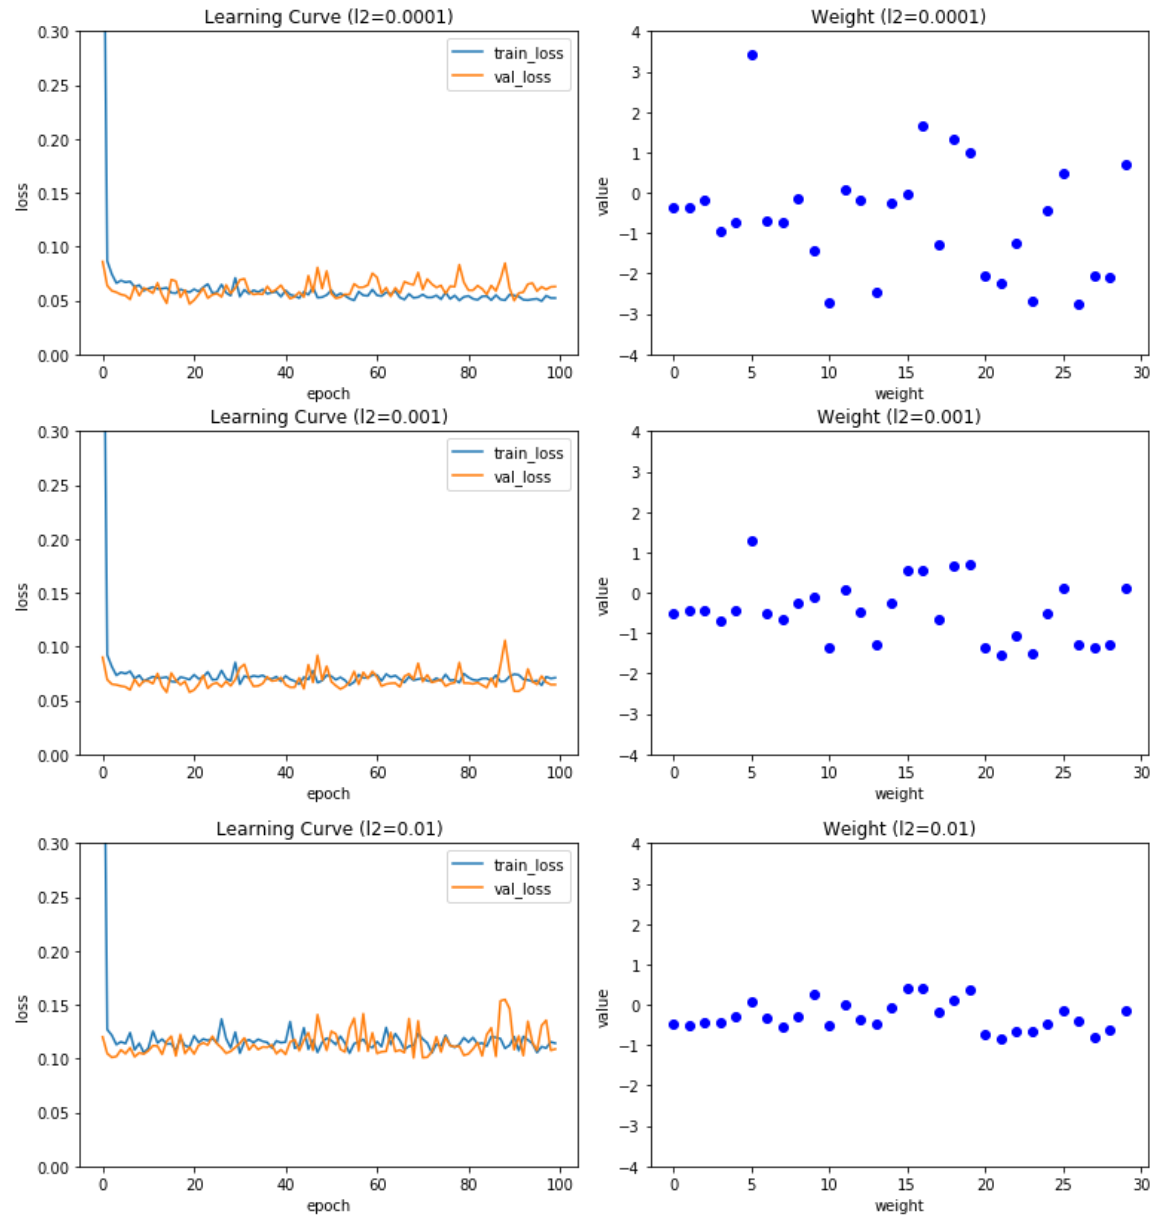 Learning Curve (l2=0.0001)
0.30
0.25
0.20
0.15
0.10
0.05
0.00
loss
train_loss
val_loss
0 20 40 60 80 100
epoch
Weight (l2=0.0001)
4
3
2
1
0
−1
−2
−3
−4
value
0 5 10 15 20 25 30
weight
Learning Curve (l2=0.001)
0.30
0.25
0.20
0.15
0.10
0.05
0.00
loss
train_loss
val_loss
0 20 40 60 80 100
epoch
Weight (l2=0.001)
4
3
2
1
0
−1
−2
−3
−4
value
0 5 10 15 20 25 30
weight
Learning Curve (l2=0.01)
0.30
0.25
0.20
0.15
0.10
0.05
0.00
loss
train_loss
val_loss
0 20 40 60 80 100
epoch
Weight (l2=0.01)
4
3
2
1
0
−1
−2
−3
−4
value
0 5 10 15 20 25 30
weight